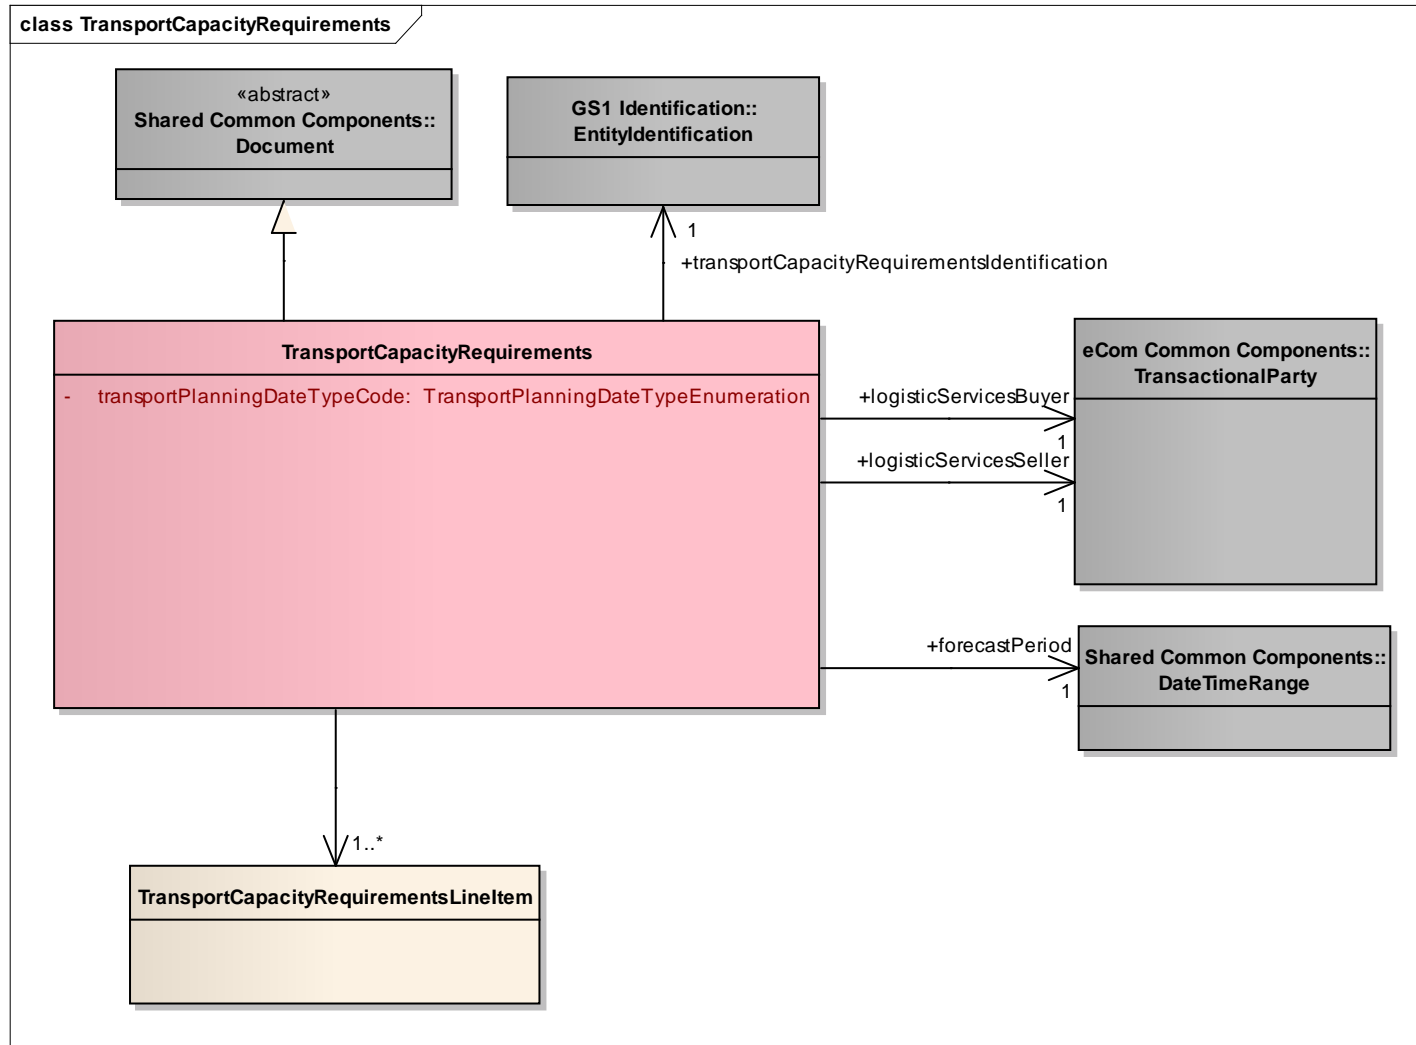 class TransportCapacityRequirements
«abstract»
Shared Common Components::
Document
GS1 Identification::
EntityIdentification
1
+transportCapacityRequirementsIdentification
TransportCapacityRequirements
- transportPlanningDateTypeCode: TransportPlanningDateTypeEnumeration
eCom Common Components::
TransactionalParty
+logisticServicesBuyer
1
+logisticServicesSeller
1
+forecastPeriod
1
Shared Common Components::
DateTimeRange
1..*
TransportCapacityRequirementsLineItem